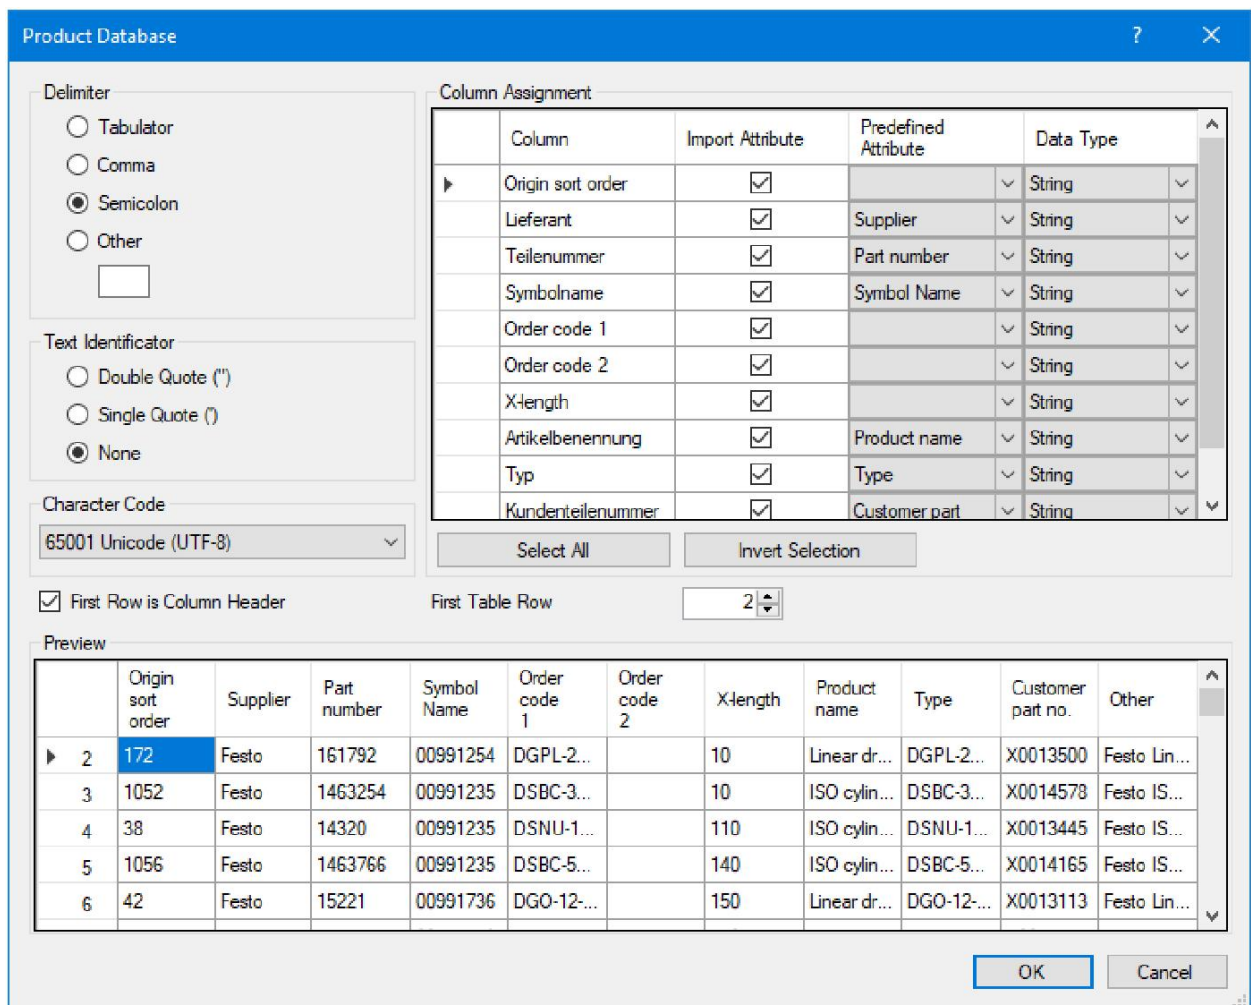 Product Database ?
Delimiter
Tabulator
Comma
Semicolon
Other
Text Identificator
Double Quote (")
Single Quote (')
None
Character Code
65001 Unicode (UTF-8)
Column Assignment
Column Import Attribute Predefined Attribute Data Type
Origin sort order String
Lieferant Supplier String
Teilenummer Part number String
Symbolname Symbol Name String
Order code 1 String
Order code 2 String
X-length String
Artikelbenennung Product name String
Typ Type String
Kundenteilenummer Customer part String
Select All Invert Selection
First Row is Column Header First Table Row 2
Preview
Origin sort order Supplier Part number Symbol Name Order code 1 Order code 2 X-length Product name Type Customer part no. Other
2 172 Festo 161792 00991254 DGPL-2... 10 Linear dr... DGPL-2... X0013500 Festo Lin...
3 1052 Festo 1463254 00991235 DSBC-3... 10 ISO cylin... DSBC-3... X0014578 Festo IS...
4 38 Festo 14320 00991235 DSNU-1... 110 ISO cylin... DSNU-1... X0013445 Festo IS...
5 1056 Festo 1463766 00991235 DSBC-5... 140 ISO cylin... DSBC-5... X0014165 Festo IS...
6 42 Festo 15221 00991736 DGO-12-... 150 Linear dr... DGO-12-... X0013113 Festo Lin...
OK Cancel